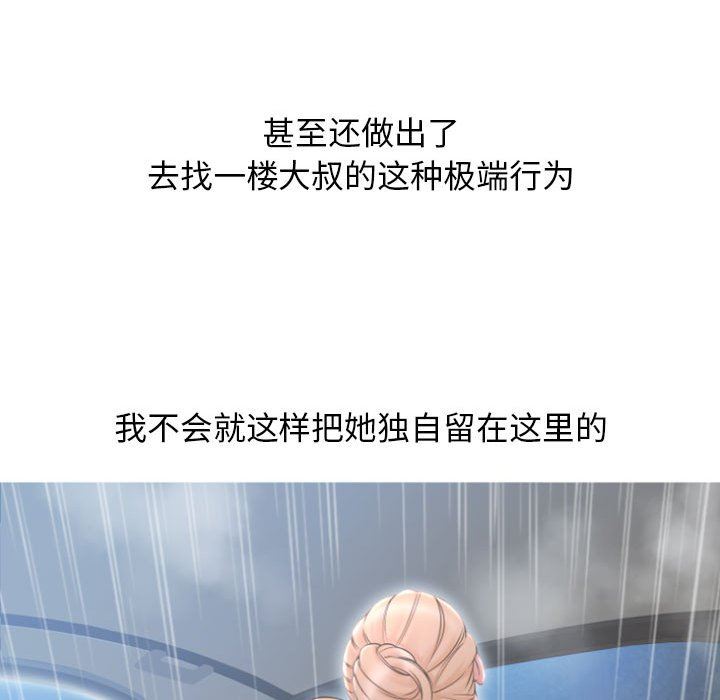 甚至还做出了
去找一楼大叔的这种极端行为
我不会就这样把她独自留在这里的